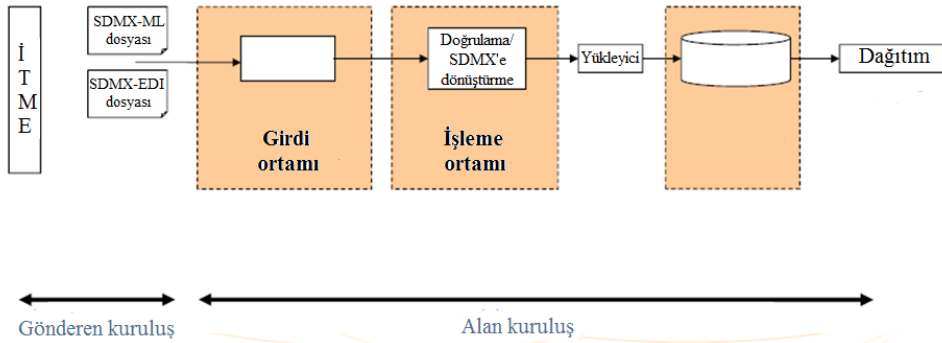 İ
T
M
E
SDMX-ML
dosyası
SDMX-EDI
dosyası
Girdi
ortamı
Doğrulama/
SDMX'e
dönüştürme
İşleme
ortamı
Yükleyici
Dağıtım
Gönderen kuruluş
Alan kuruluş